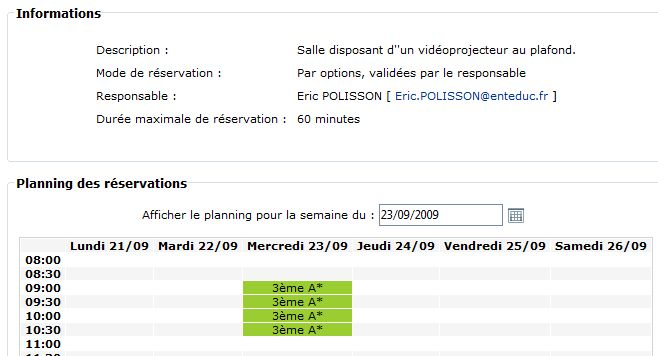 Informations
Description : Salle disposant d''un vidéoprojecteur au plafond.
Mode de réservation : Par options, validées par le responsable
Responsable : Eric POLISSON [ Eric.POLISSON@enteduc.fr ]
Durée maximale de réservation : 60 minutes
Planning des réservations
Afficher le planning pour la semaine du : 23/09/2009
Lundi 21/09 Mardi 22/09 Mercredi 23/09 Jeudi 24/09 Vendredi 25/09 Samedi 26/09
08:00
08:30
09:00 3ème A*
09:30 3ème A*
10:00 3ème A*
10:30 3ème A*
11:00